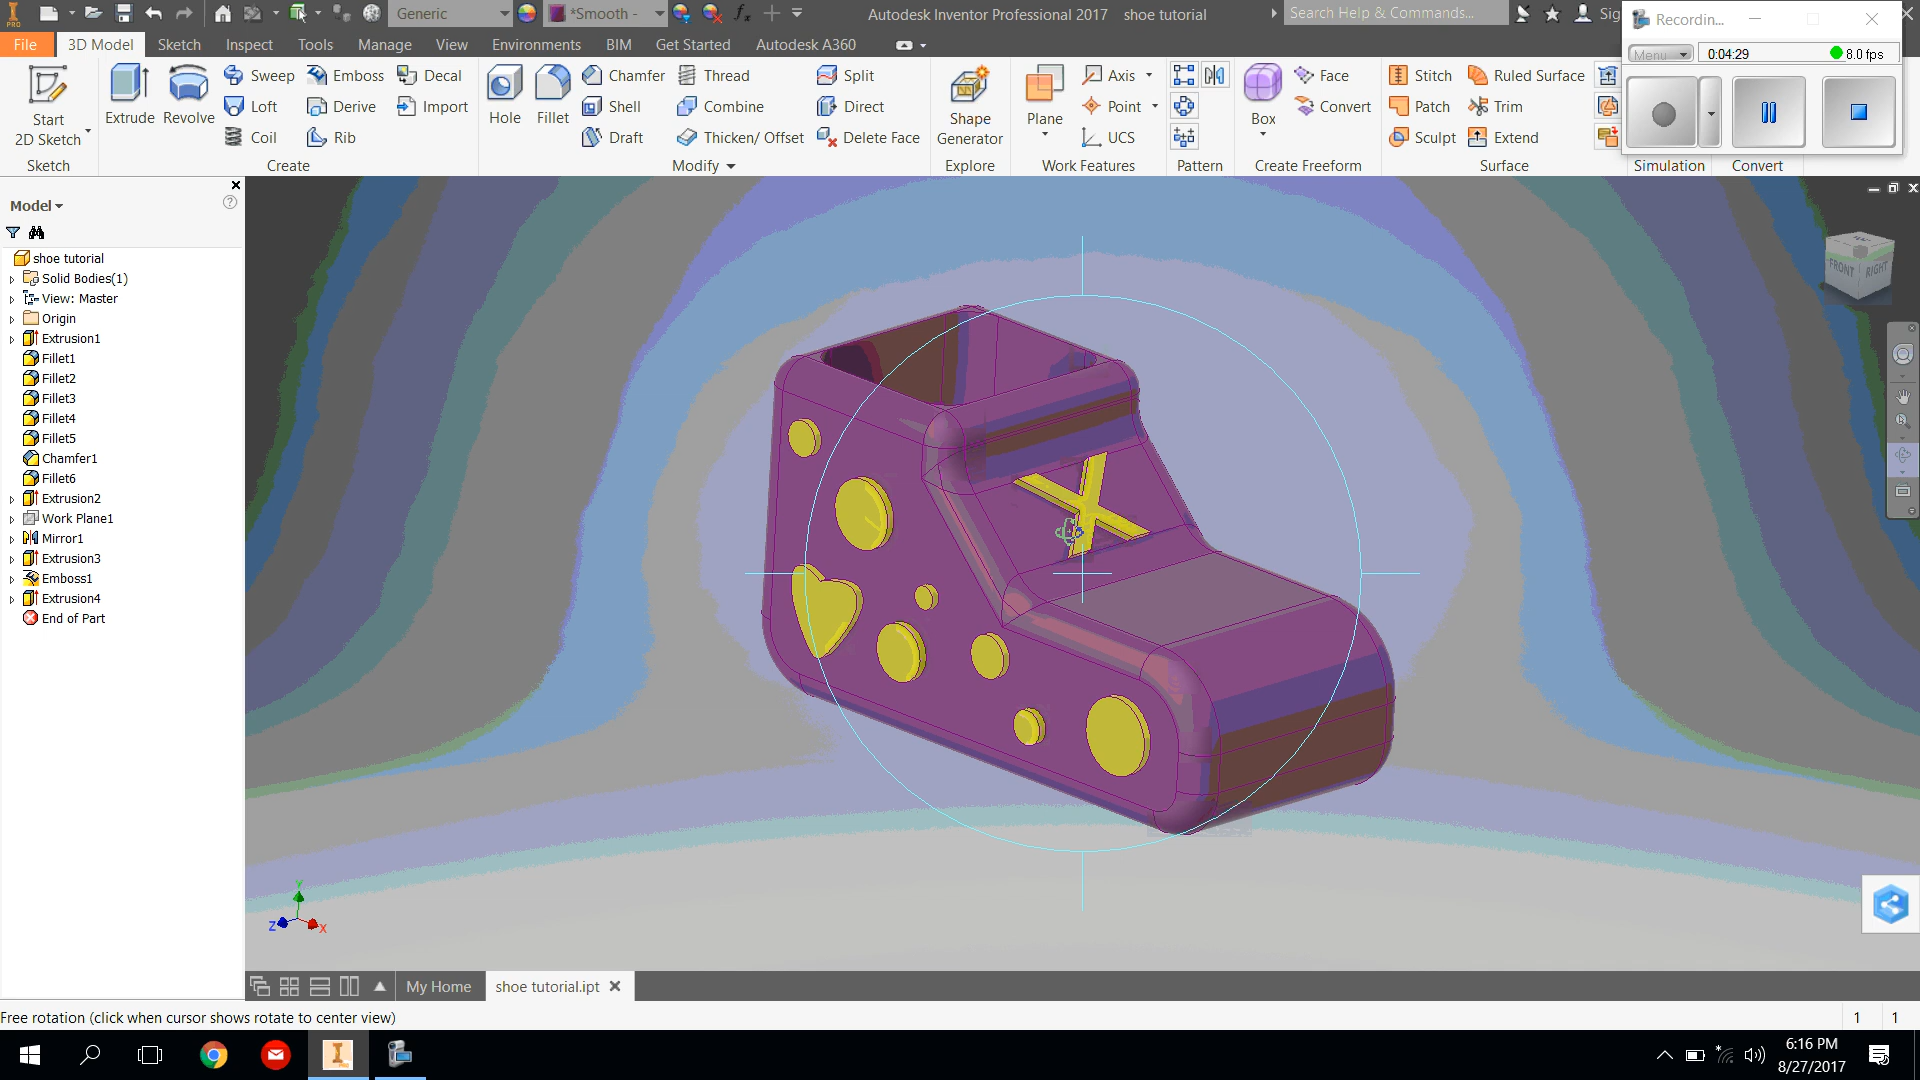 PRO
Generic
*Smooth -
Autodesk Inventor Professional 2017 shoe tutorial
Search Help & Commands...
Sig
Recordin...
File 3D Model Sketch Inspect Tools Manage View Environments BIM Get Started Autodesk A360
Menu 0:04:29 8.0 fps
Start
2D Sketch
Sketch
Extrude
Revolve
Sweep Emboss Decal
Loft Derive Import
Coil Rib
Create
Hole
Fillet
Chamfer Thread Split
Shell Combine Direct
Draft Thicken/ Offset Delete Face
Modify
Shape
Generator
Explore
Plane
Axis
Point
UCS
Work Features
Pattern
Box
Face
Convert
Create Freeform
Stitch Ruled Surface
Patch Trim
Sculpt Extend
Surface
Simulation
Convert
Model
shoe tutorial
Solid Bodies(1)
View: Master
Origin
Extrusion1
Fillet1
Fillet2
Fillet3
Fillet4
Fillet5
Chamfer1
Fillet6
Extrusion2
Work Plane1
Mirror1
Extrusion3
Emboss1
Extrusion4
End of Part
FRONT RIGHT
X
Y
Z
X
My Home
shoe tutorial.ipt
Free rotation (click when cursor shows rotate to center view)
1 1
6:16 PM
8/27/2017